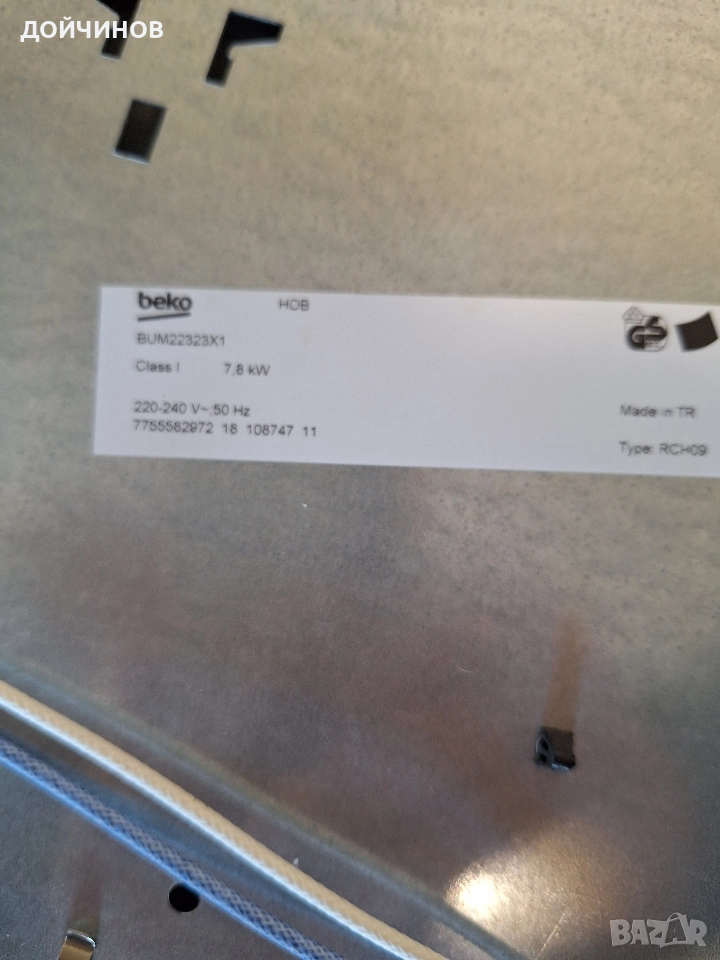 дойчинов
beko HOB
BUM22323X1
Class I 7,8 kW
220-240 V~;50 Hz Made in TR
7755582972 18 108747 11
Type: RCH09
BAZAR